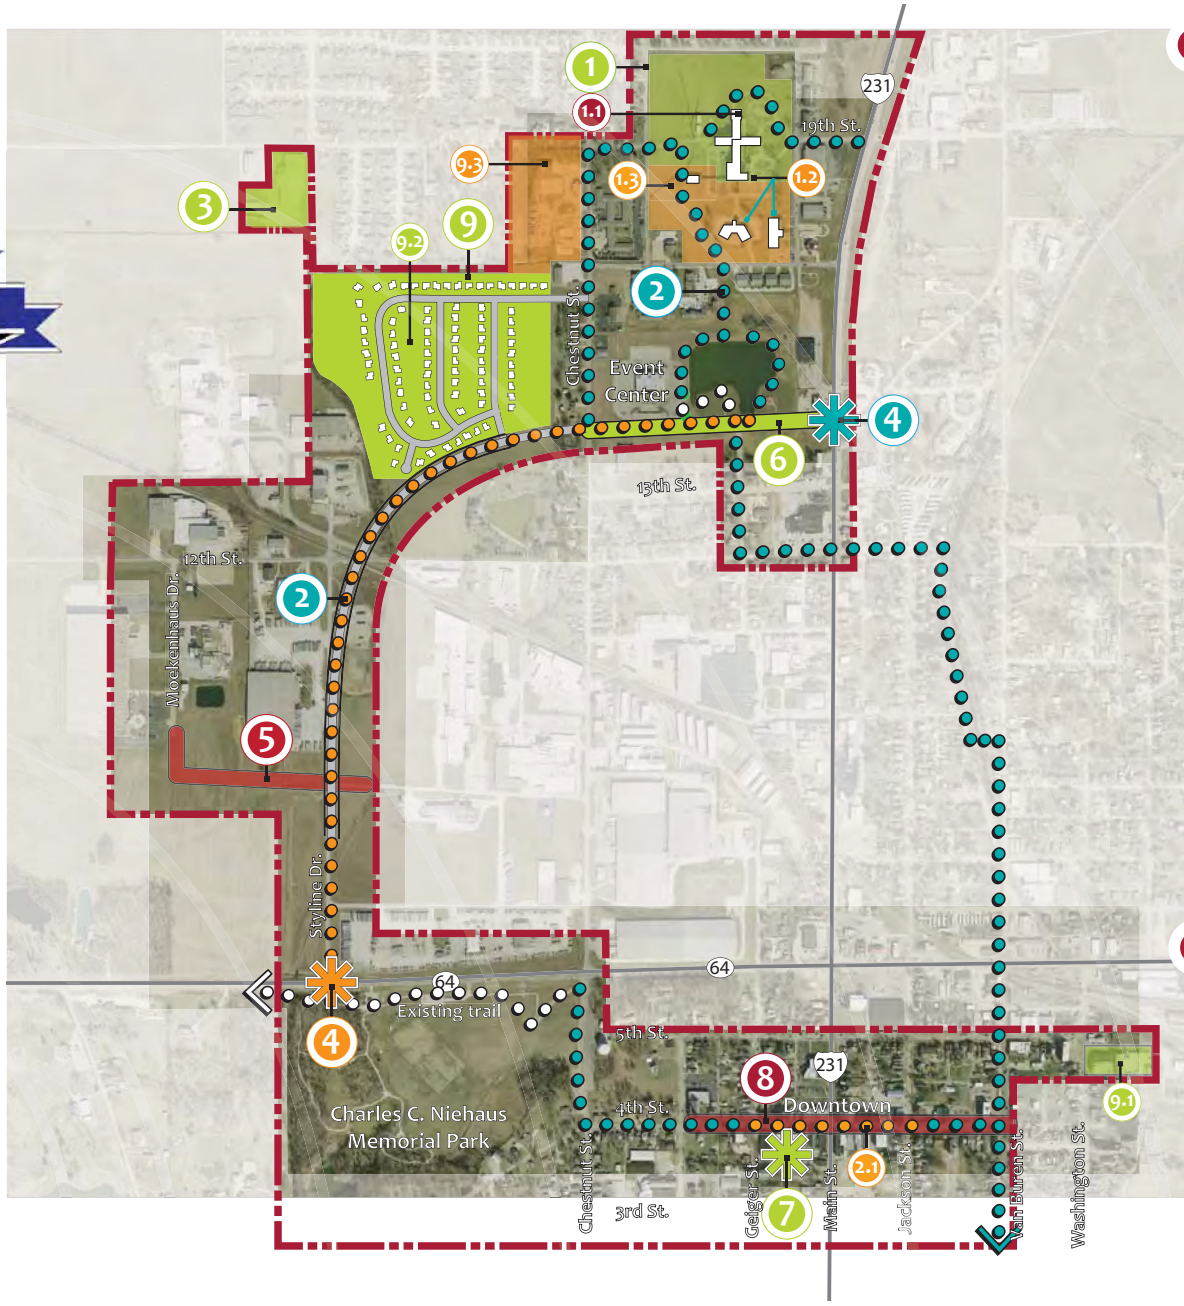 1
231
1.1
19th St.
9.3
1.3
1.2
3
9
9.2
2
Chestnut St.
Event
Center
4
6
13th St.
12th St.
2
Moekenhaus Dr.
5
Styline Dr.
64
64
Existing trail
4
5th St.
231
8
9.1
4th St.
Downtown
Charles C. Niehaus
Memorial Park
Chestnut St.
Geiger St.
Main St.
2.1
Jackson St.
Van Buren St.
Washington St.
3rd St.
7